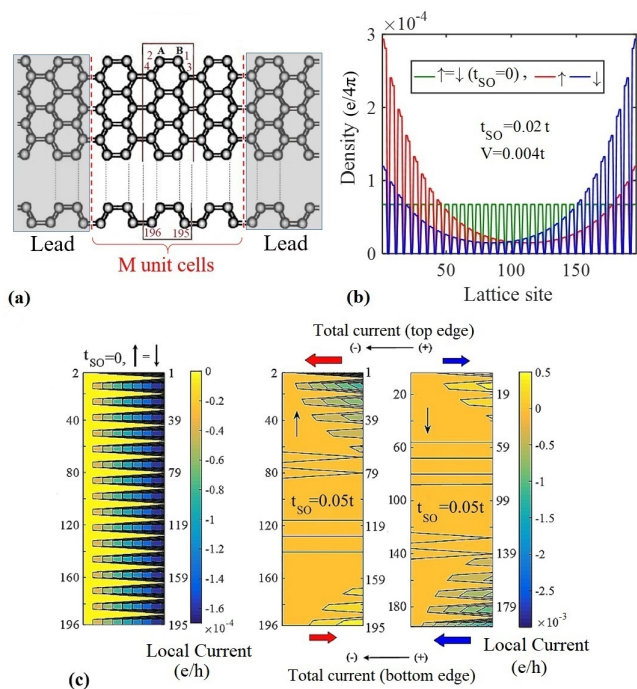 2 A B 1
4 3
196 195
Lead
Lead
M unit cells
(a)
×10⁻⁴
3
2
1
0
Density (e/4π)
↑=↓ (tSO=0) , ↑ ↓
tSO=0.02 t
V=0.004t
50 100 150
Lattice site
(b)
tSO=0, ↑ = ↓
2
40
80
120
160
196
1
39
79
119
159
195
0
-0.2
-0.4
-0.6
-0.8
-1
-1.2
-1.4
-1.6
×10⁻⁴
Local Current
(e/h)
(c)
Total current (top edge)
(-) (+)
2
40
80
120
160
196
1
39
79
119
159
195
tSO=0.05t
20
60
100
140
180
19
59
99
139
179
tSO=0.05t
0.5
0
-0.5
-1
-1.5
-2
-2.5
×10⁻³
Local Current
(e/h)
(-) (+)
Total current (bottom edge)